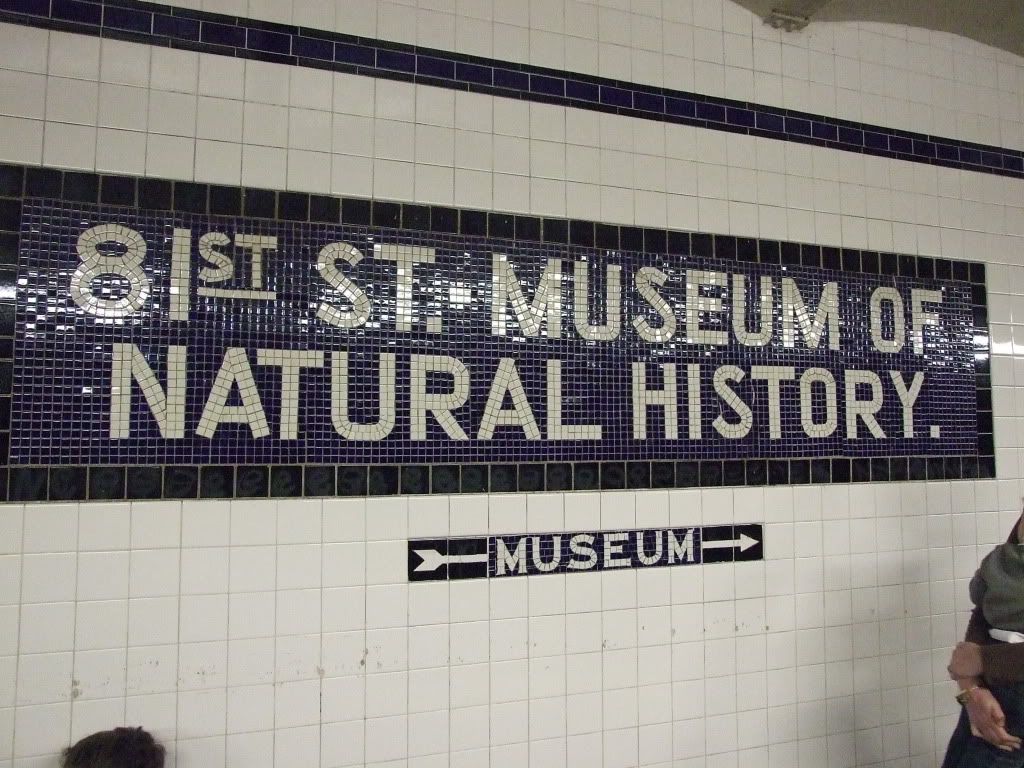 81ST ST. • MUSEUM OF
NATURAL HISTORY.
MUSEUM